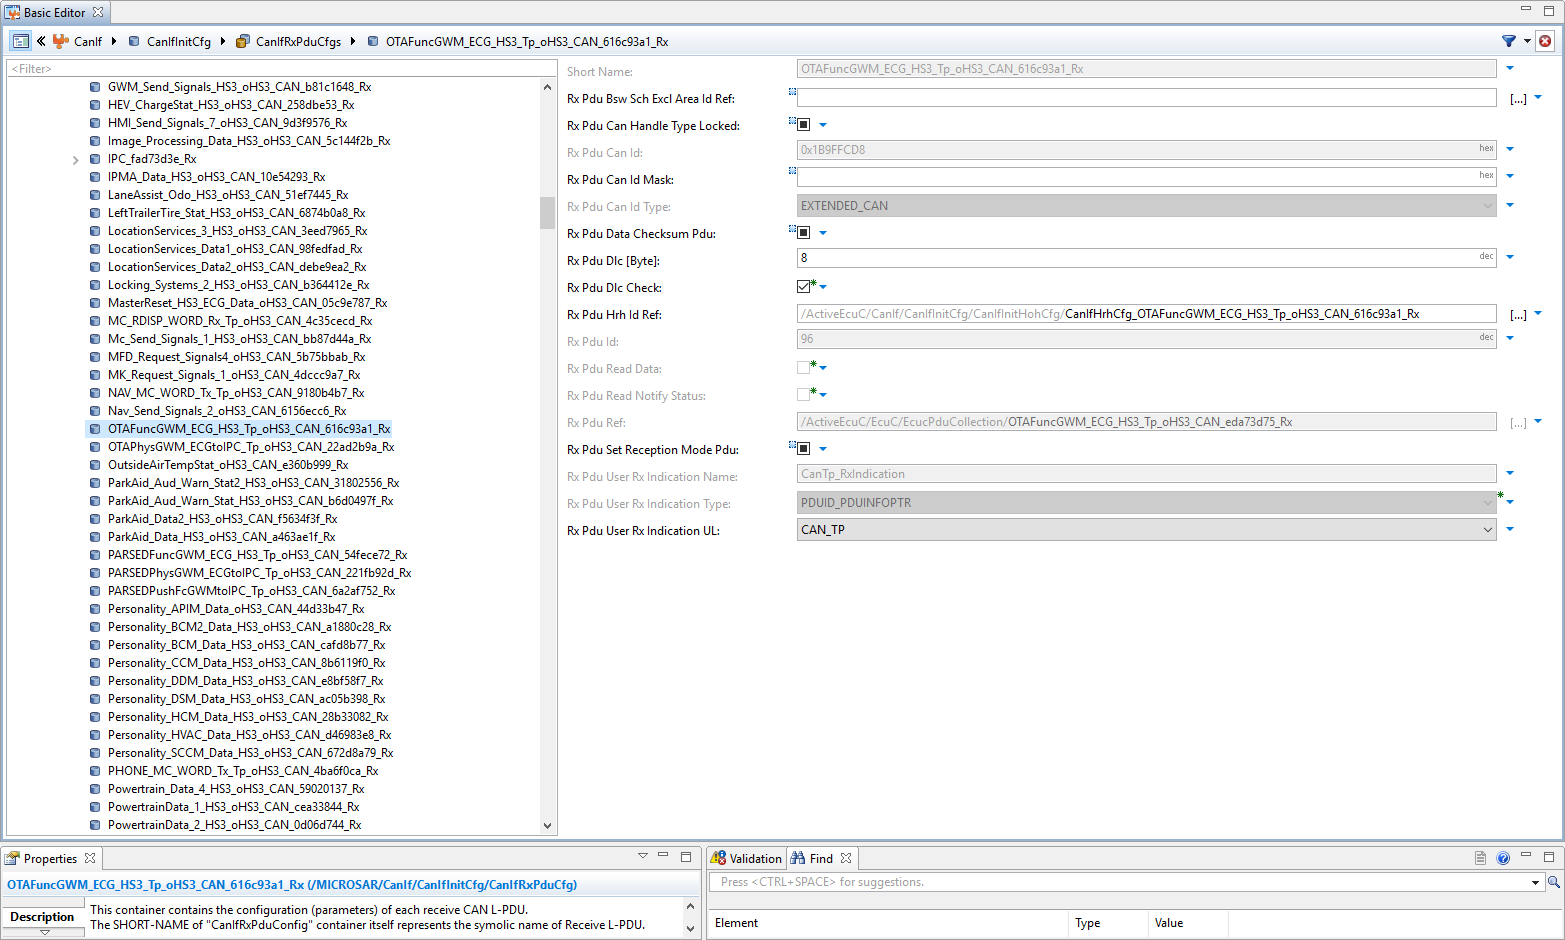 Basic Editor
CanIf CanIfInitCfg CanIfRxPduCfgs OTAFuncGWM_ECG_HS3_Tp_oHS3_CAN_616c93a1_Rx
<Filter>
GWM_Send_Signals_HS3_oHS3_CAN_b81c1648_Rx
HEV_ChargeStat_HS3_oHS3_CAN_258dbe53_Rx
HMI_Send_Signals_7_oHS3_CAN_9d3f9576_Rx
Image_Processing_Data_HS3_oHS3_CAN_5c144f2b_Rx
IPC_fad73d3e_Rx
IPMA_Data_HS3_oHS3_CAN_10e54293_Rx
LaneAssist_Odo_HS3_oHS3_CAN_51ef7445_Rx
LeftTrailerTire_Stat_HS3_oHS3_CAN_6874b0a8_Rx
LocationServices_3_HS3_oHS3_CAN_3eed7965_Rx
LocationServices_Data1_oHS3_CAN_98fedfad_Rx
LocationServices_Data2_oHS3_CAN_debe9ea2_Rx
Locking_Systems_2_HS3_oHS3_CAN_b364412e_Rx
MasterReset_HS3_ECG_Data_oHS3_CAN_05c9e787_Rx
MC_RDISP_WORD_Rx_Tp_oHS3_CAN_4c35cecd_Rx
Mc_Send_Signals_1_HS3_oHS3_CAN_bb87d44a_Rx
MFD_Request_Signals4_oHS3_CAN_5b75bbab_Rx
MK_Request_Signals_1_oHS3_CAN_4dccc9a7_Rx
NAV_MC_WORD_Tx_Tp_oHS3_CAN_9180b4b7_Rx
Nav_Send_Signals_2_oHS3_CAN_6156ecc6_Rx
OTAFuncGWM_ECG_HS3_Tp_oHS3_CAN_616c93a1_Rx
OTAPhysGWM_ECGtoIPC_Tp_oHS3_CAN_22ad2b9a_Rx
OutsideAirTempStat_oHS3_CAN_e360b999_Rx
ParkAid_Aud_Warn_Stat2_HS3_oHS3_CAN_31802556_Rx
ParkAid_Aud_Warn_Stat_HS3_oHS3_CAN_b6d0497f_Rx
ParkAid_Data2_HS3_oHS3_CAN_f5634f3f_Rx
ParkAid_Data_HS3_oHS3_CAN_a463ae1f_Rx
PARSEDFuncGWM_ECG_HS3_Tp_oHS3_CAN_54fece72_Rx
PARSEDPhysGWM_ECGtoIPC_Tp_oHS3_CAN_221fb92d_Rx
PARSEDPushFcGWMtoIPC_Tp_oHS3_CAN_6a2af752_Rx
Personality_APIM_Data_oHS3_CAN_44d33b47_Rx
Personality_BCM2_Data_HS3_oHS3_CAN_a1880c28_Rx
Personality_BCM_Data_HS3_oHS3_CAN_cafd8b77_Rx
Personality_CCM_Data_HS3_oHS3_CAN_8b6119f0_Rx
Personality_DDM_Data_HS3_oHS3_CAN_e8bf58f7_Rx
Personality_DSM_Data_HS3_oHS3_CAN_ac05b398_Rx
Personality_HCM_Data_HS3_oHS3_CAN_28b33082_Rx
Personality_HVAC_Data_HS3_oHS3_CAN_d46983e8_Rx
Personality_SCCM_Data_HS3_oHS3_CAN_672d8a79_Rx
PHONE_MC_WORD_Tx_Tp_oHS3_CAN_4ba6f0ca_Rx
Powertrain_Data_4_HS3_oHS3_CAN_59020137_Rx
PowertrainData_1_HS3_oHS3_CAN_cea33844_Rx
PowertrainData_2_HS3_oHS3_CAN_0d06d744_Rx
Short Name: OTAFuncGWM_ECG_HS3_Tp_oHS3_CAN_616c93a1_Rx
Rx Pdu Bsw Sch Excl Area Id Ref: [...]
Rx Pdu Can Handle Type Locked:
Rx Pdu Can Id: 0x1B9FFCD8 hex
Rx Pdu Can Id Mask: hex
Rx Pdu Can Id Type: EXTENDED_CAN
Rx Pdu Data Checksum Pdu:
Rx Pdu Dlc [Byte]: 8 dec
Rx Pdu Dlc Check:
Rx Pdu Hrh Id Ref: /ActiveEcuC/CanIf/CanIfInitCfg/CanIfInitHohCfg/CanIfHrhCfg_OTAFuncGWM_ECG_HS3_Tp_oHS3_CAN_616c93a1_Rx [...]
Rx Pdu Id: 96 dec
Rx Pdu Read Data:
Rx Pdu Read Notify Status:
Rx Pdu Ref: /ActiveEcuC/EcuC/EcucPduCollection/OTAFuncGWM_ECG_HS3_Tp_oHS3_CAN_eda73d75_Rx [...]
Rx Pdu Set Reception Mode Pdu:
Rx Pdu User Rx Indication Name: CanTp_RxIndication
Rx Pdu User Rx Indication Type: PDUID_PDUINFOPTR
Rx Pdu User Rx Indication UL: CAN_TP
Properties
OTAFuncGWM_ECG_HS3_Tp_oHS3_CAN_616c93a1_Rx (/MICROSAR/CanIf/CanIfInitCfg/CanIfRxPduCfg)
Description
This container contains the configuration (parameters) of each receive CAN L-PDU.
The SHORT-NAME of "CanIfRxPduConfig" container itself represents the symolic name of Receive L-PDU.
Validation Find
Press <CTRL+SPACE> for suggestions.
Element Type Value